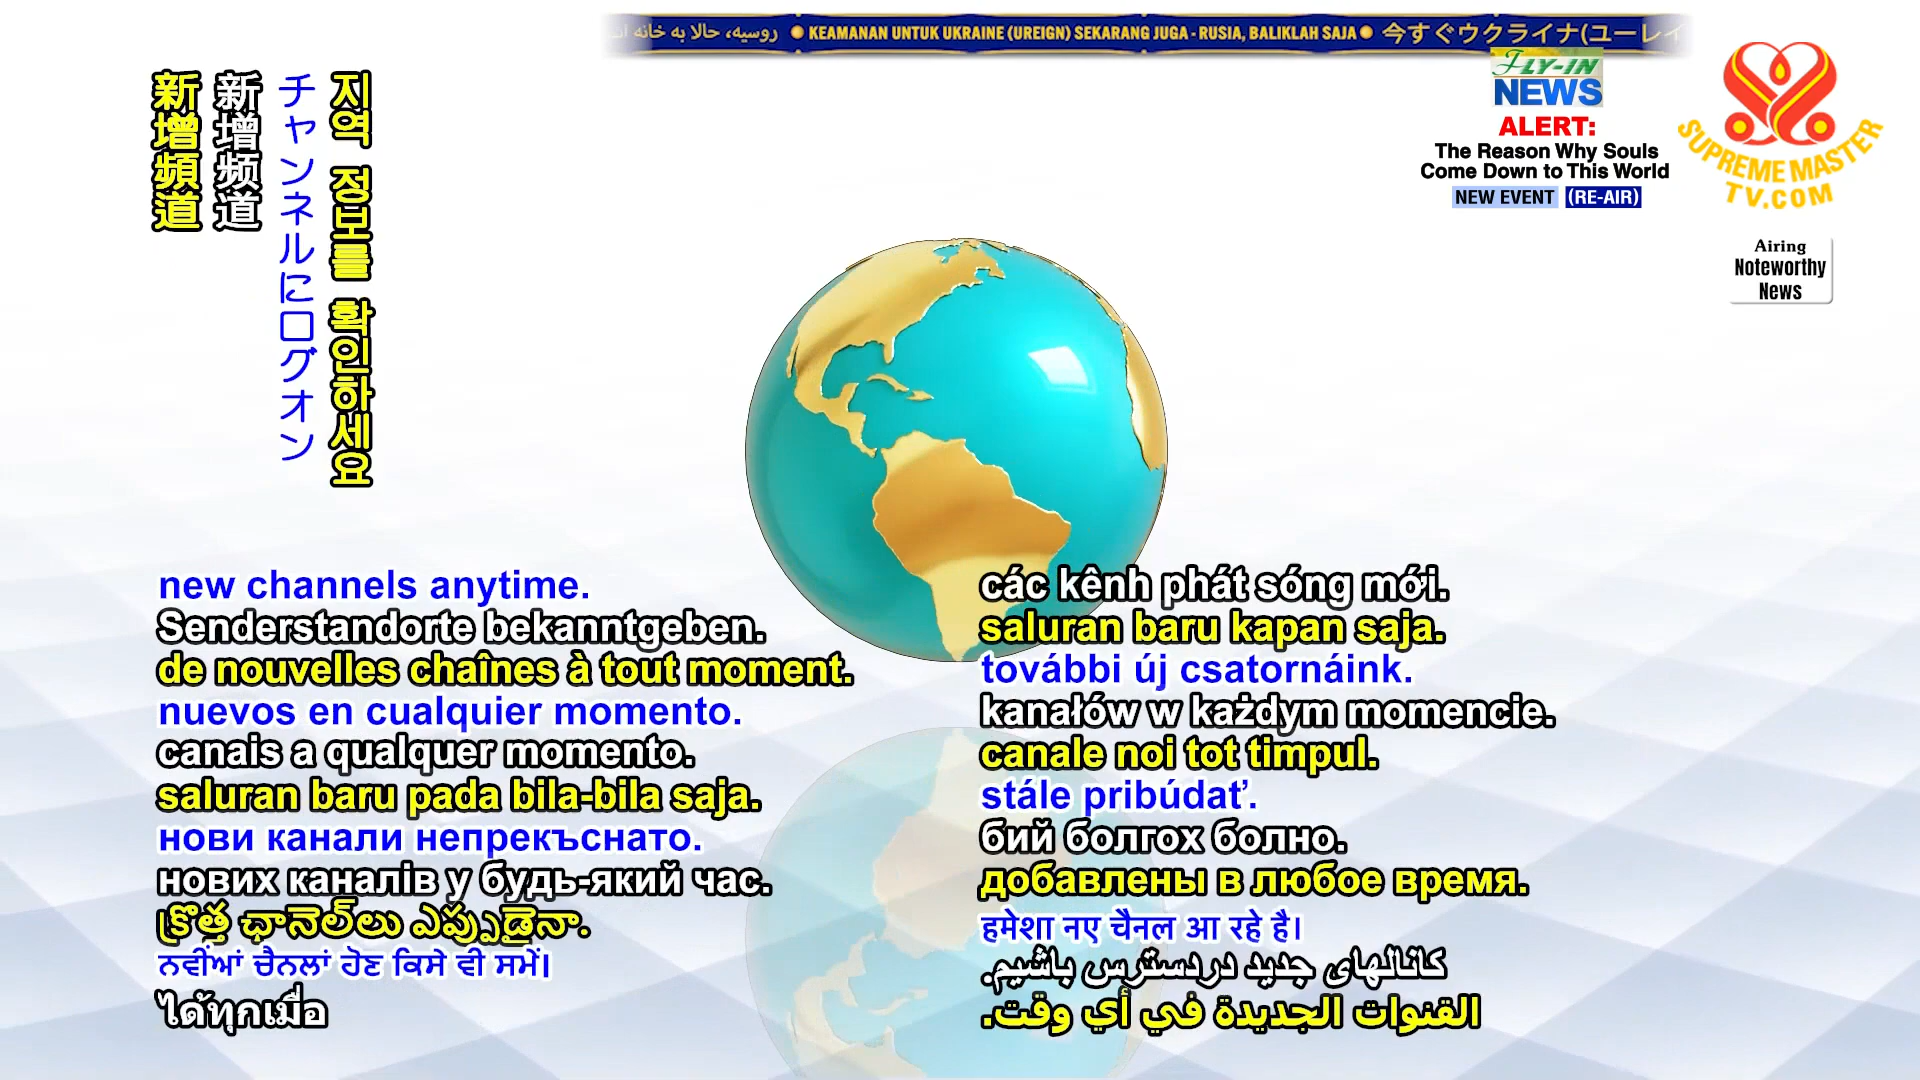 روسیه، حالا به خانه
KEAMANAN UNTUK UKRAINE (UREIGN) SEKARANG JUGA - RUSIA, BALIKLAH SAJA
今すぐウクライナ(ユーレイ
FLY-IN
NEWS
ALERT:
The Reason Why Souls
Come Down to This World
NEW EVENT (RE-AIR)
SUPREME MASTER
TV.COM
Airing
Noteworthy
News
新增頻道
新增频道
チャンネルにログオン
지역 정보를 확인하세요
new channels anytime.
Senderstandorte bekanntgeben.
de nouvelles chaînes à tout moment.
nuevos en cualquier momento.
canais a qualquer momento.
saluran baru pada bila-bila saja.
нови канали непрекъснато.
нових каналів у будь-який час.
క్రొత్త ఛానెల్‌లు ఎప్పుడైనా.
ਨਵੀਂਆਂ ਚੈਨਲਾਂ ਹੋਣ ਕਿਸੇ ਵੀ ਸਮੇਂ।
ได้ทุกเมื่อ
các kênh phát sóng mới.
saluran baru kapan saja.
további új csatornáink.
kanałów w każdym momencie.
canale noi tot timpul.
stále pribúdať.
бий болгох болно.
добавлены в любое время.
हमेशा नए चैनल आ रहे है।
کانالهای جدید دردسترس باشیم.
القنوات الجديدة في أي وقت.